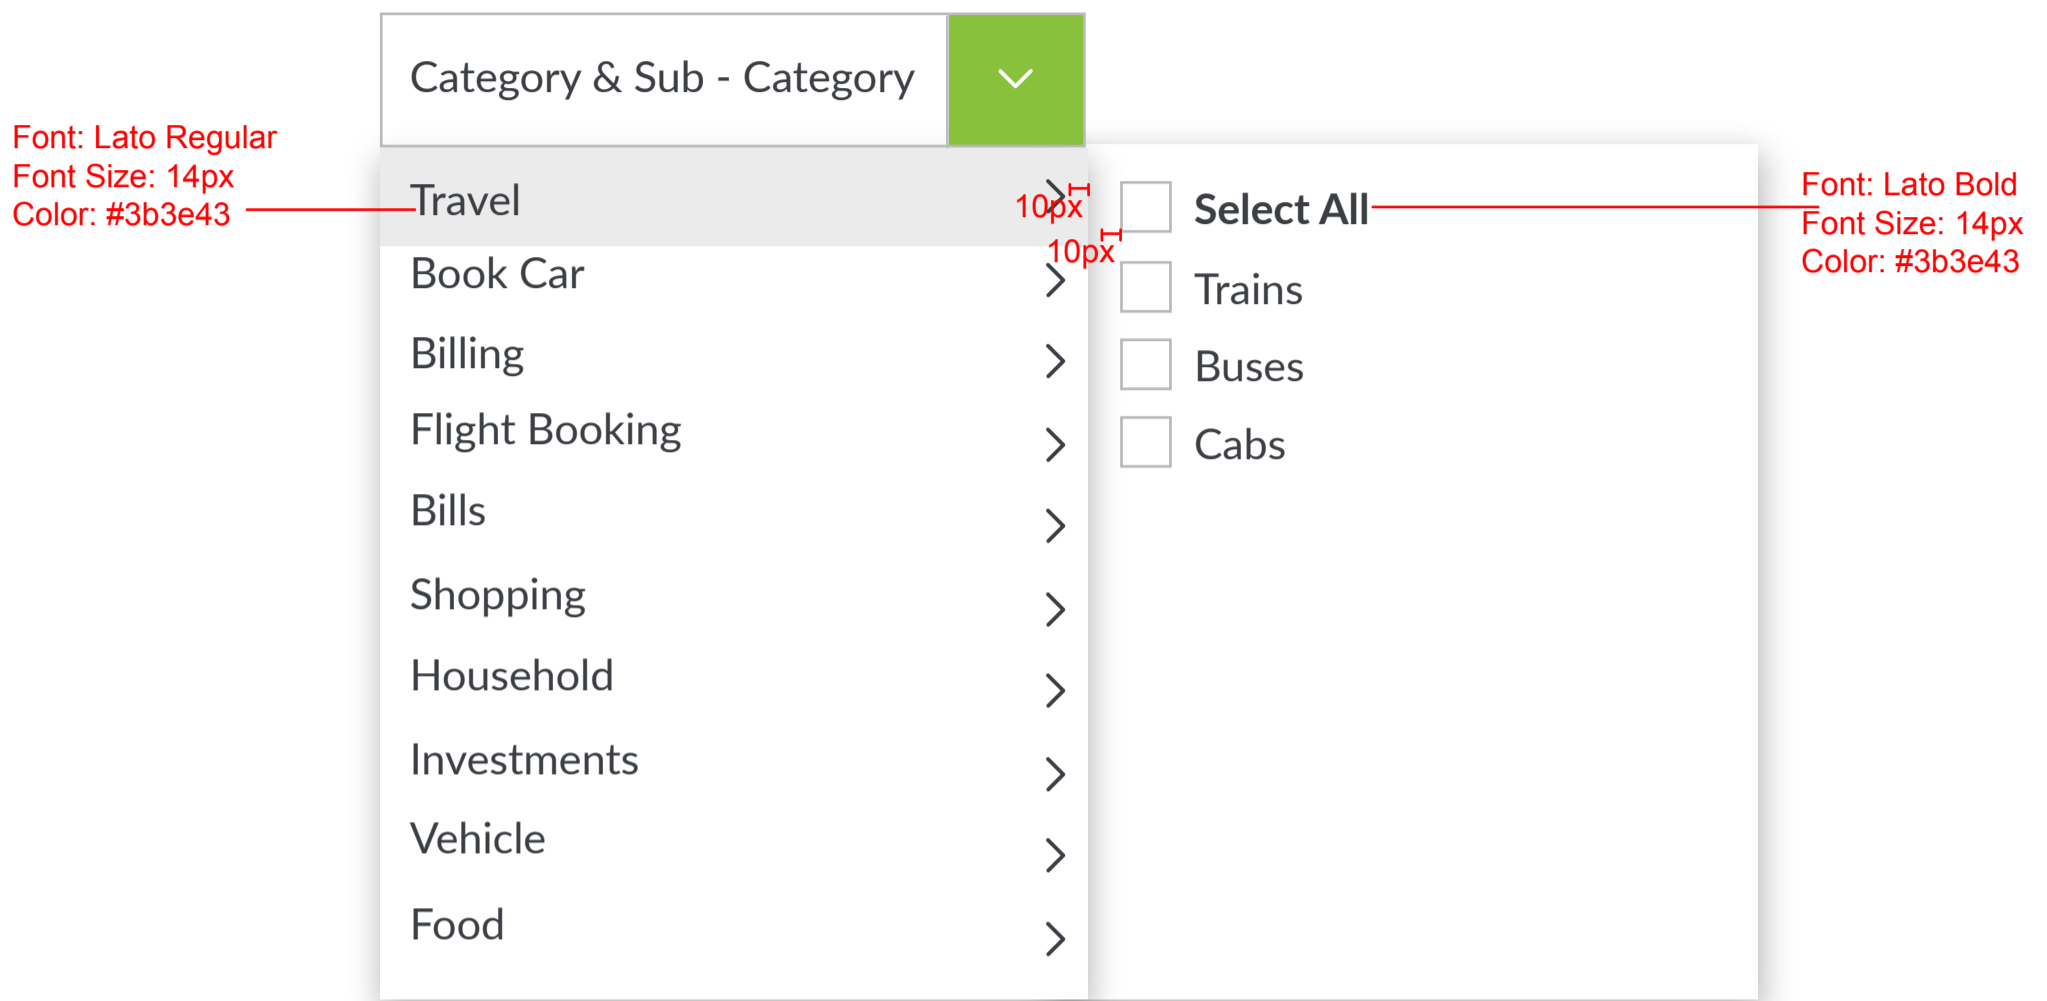 Category & Sub - Category
Font: Lato Regular
Font Size: 14px
Color: #3b3e43
Travel
10px
10px
Select All
Font: Lato Bold
Font Size: 14px
Color: #3b3e43
Book Car
Trains
Billing
Buses
Flight Booking
Cabs
Bills
Shopping
Household
Investments
Vehicle
Food